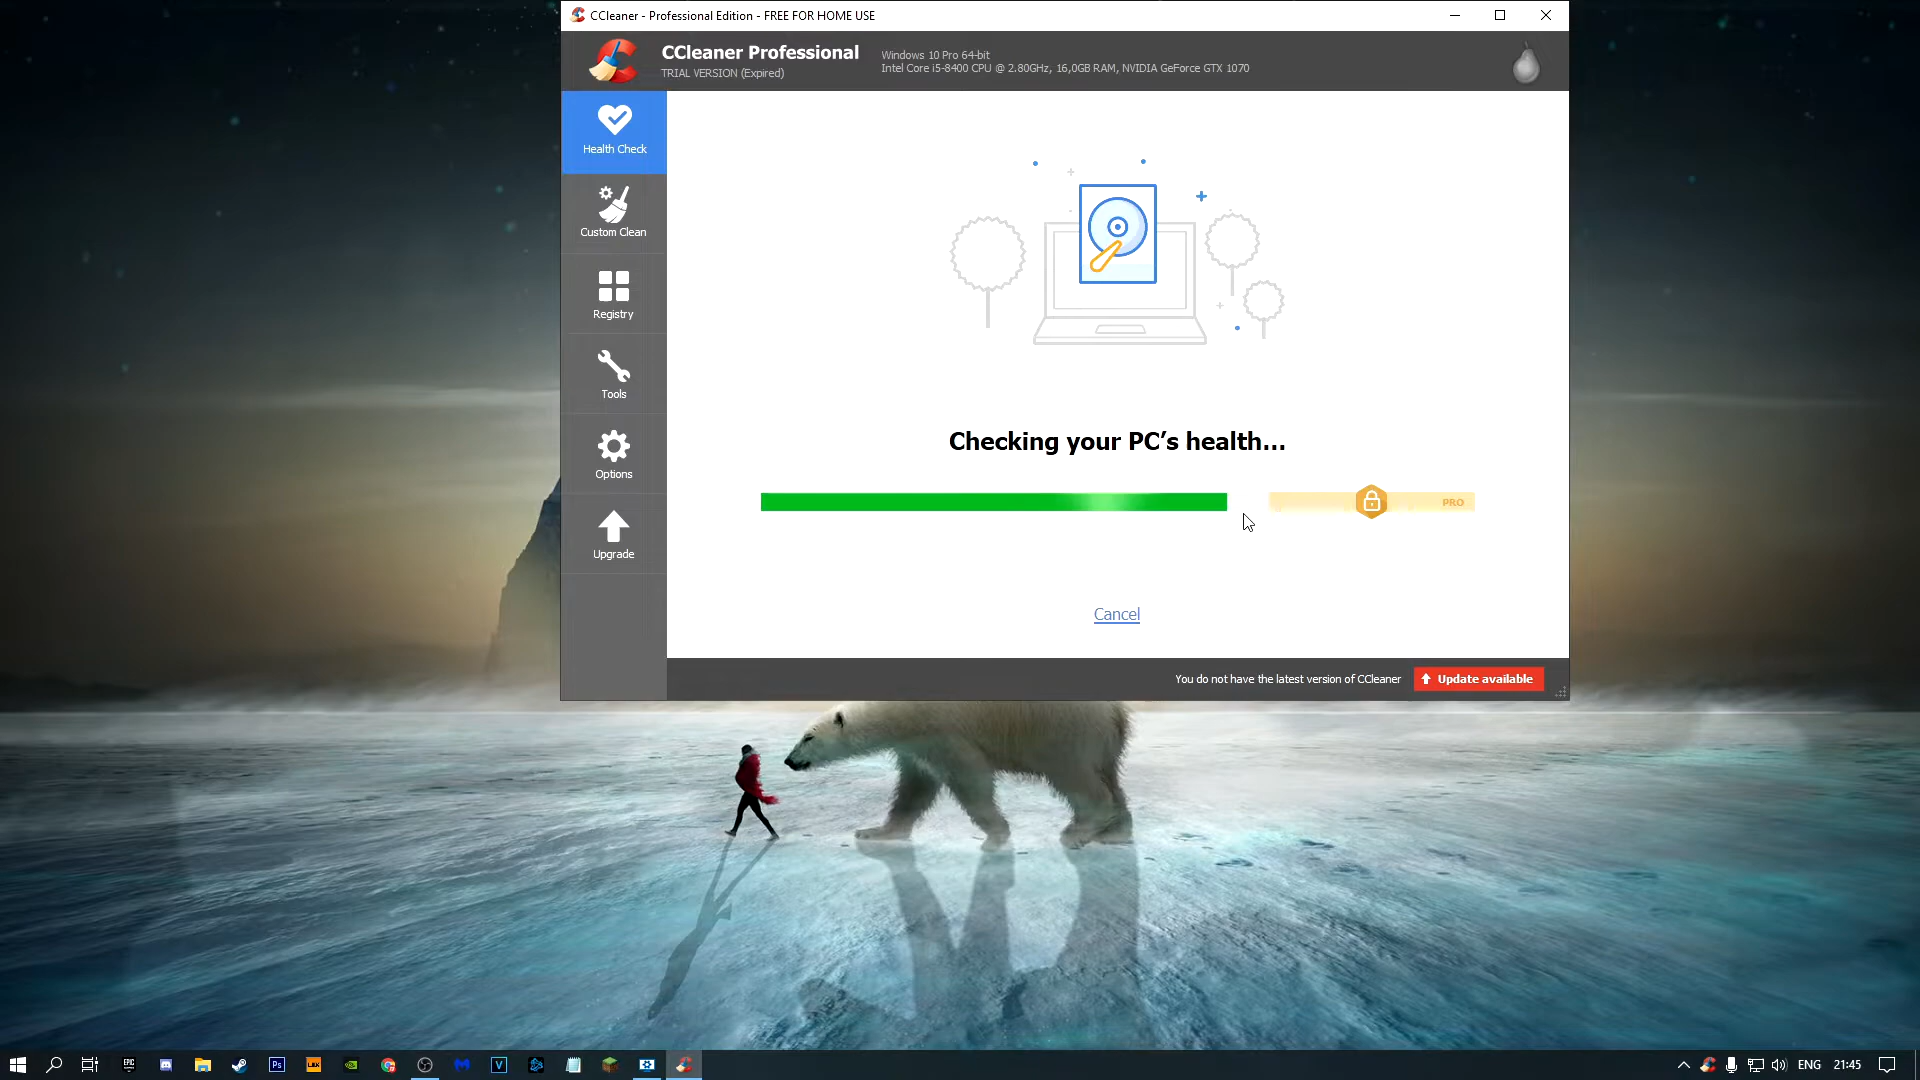 CCleaner - Professional Edition - FREE FOR HOME USE
CCleaner Professional
TRIAL VERSION (Expired)
Windows 10 Pro 64-bit
Intel Core i5-8400 CPU @ 2.80GHz, 16,0GB RAM, NVIDIA GeForce GTX 1070
Health Check
Custom Clean
Registry
Tools
Options
Upgrade
Checking your PC’s health...
PRO
Cancel
You do not have the latest version of CCleaner
Update available
EPIC
Ps
V
ENG
21:45